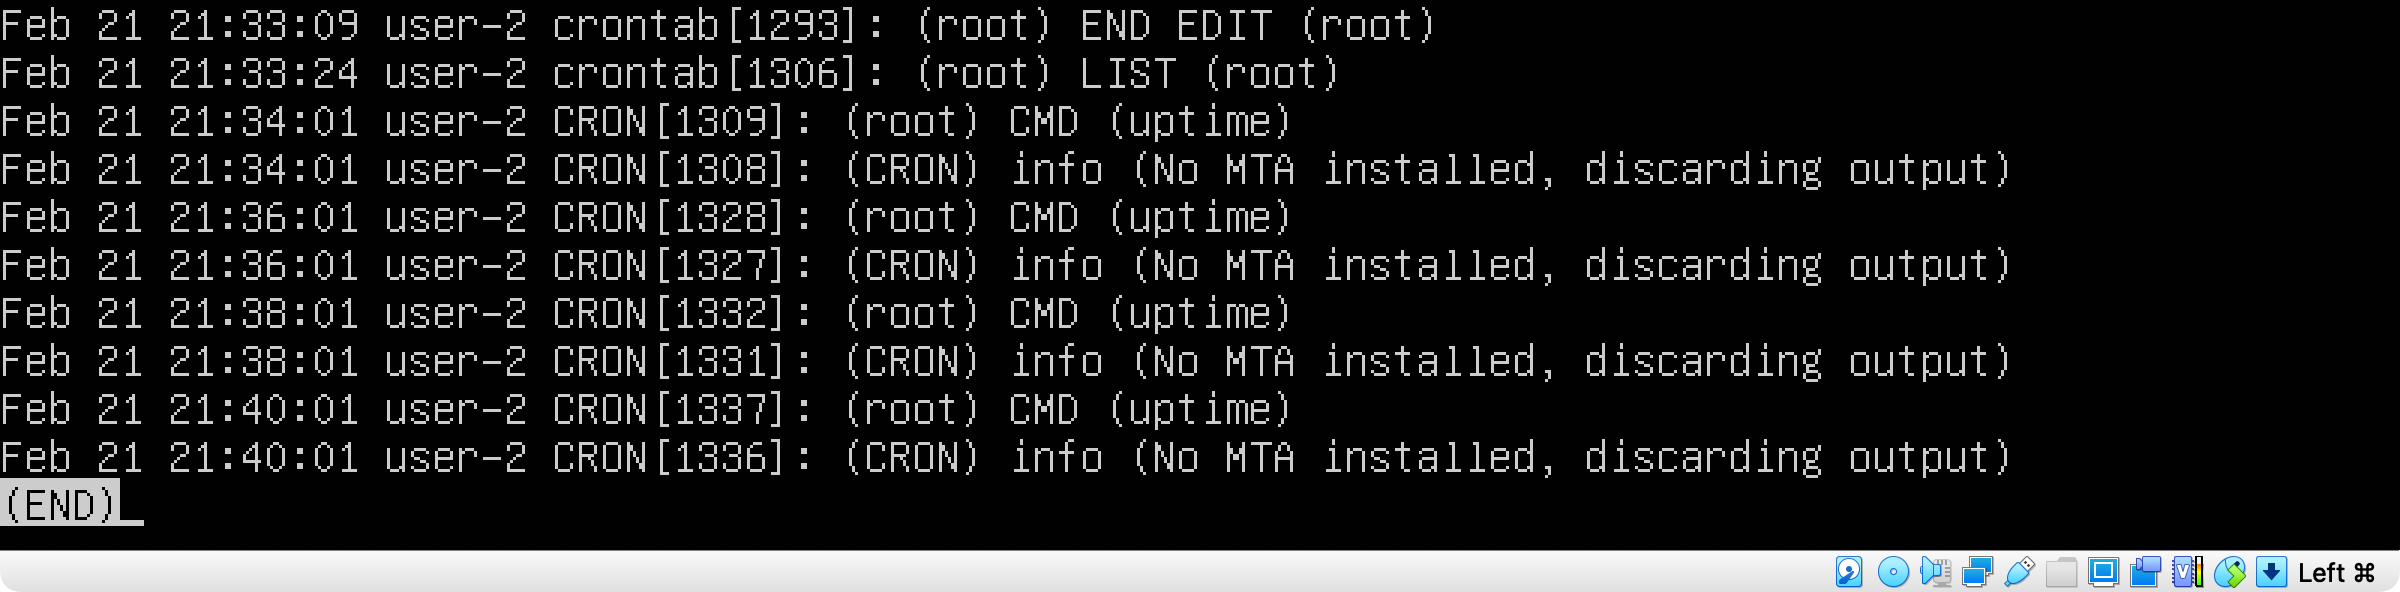 Feb 21 21:33:09 user-2 crontab[1293]: (root) END EDIT (root)
Feb 21 21:33:24 user-2 crontab[1306]: (root) LIST (root)
Feb 21 21:34:01 user-2 CRON[1309]: (root) CMD (uptime)
Feb 21 21:34:01 user-2 CRON[1308]: (CRON) info (No MTA installed, discarding output)
Feb 21 21:36:01 user-2 CRON[1328]: (root) CMD (uptime)
Feb 21 21:36:01 user-2 CRON[1327]: (CRON) info (No MTA installed, discarding output)
Feb 21 21:38:01 user-2 CRON[1332]: (root) CMD (uptime)
Feb 21 21:38:01 user-2 CRON[1331]: (CRON) info (No MTA installed, discarding output)
Feb 21 21:40:01 user-2 CRON[1337]: (root) CMD (uptime)
Feb 21 21:40:01 user-2 CRON[1336]: (CRON) info (No MTA installed, discarding output)
(END)
Left ⌘